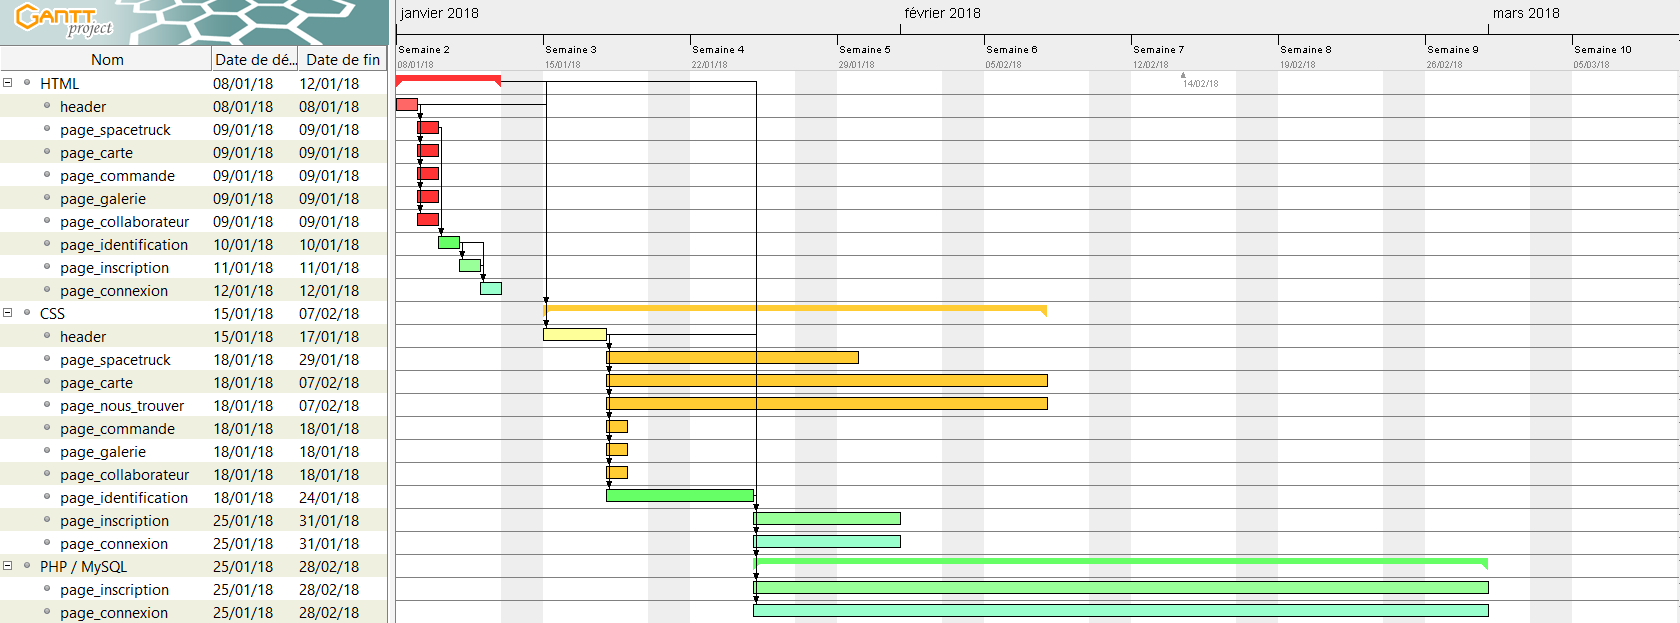 GANTT
project
janvier 2018 février 2018 mars 2018
Semaine 2 Semaine 3 Semaine 4 Semaine 5 Semaine 6 Semaine 7 Semaine 8 Semaine 9 Semaine 10
Nom Date de dé... Date de fin
08/01/18 15/01/18 22/01/18 29/01/18 05/02/18 12/02/18 19/02/18 26/02/18 05/03/18
14/02/18
HTML 08/01/18 12/01/18
header 08/01/18 08/01/18
page_spacetruck 09/01/18 09/01/18
page_carte 09/01/18 09/01/18
page_commande 09/01/18 09/01/18
page_galerie 09/01/18 09/01/18
page_collaborateur 09/01/18 09/01/18
page_identification 10/01/18 10/01/18
page_inscription 11/01/18 11/01/18
page_connexion 12/01/18 12/01/18
CSS 15/01/18 07/02/18
header 15/01/18 17/01/18
page_spacetruck 18/01/18 29/01/18
page_carte 18/01/18 07/02/18
page_nous_trouver 18/01/18 07/02/18
page_commande 18/01/18 18/01/18
page_galerie 18/01/18 18/01/18
page_collaborateur 18/01/18 18/01/18
page_identification 18/01/18 24/01/18
page_inscription 25/01/18 31/01/18
page_connexion 25/01/18 31/01/18
PHP / MySQL 25/01/18 28/02/18
page_inscription 25/01/18 28/02/18
page_connexion 25/01/18 28/02/18